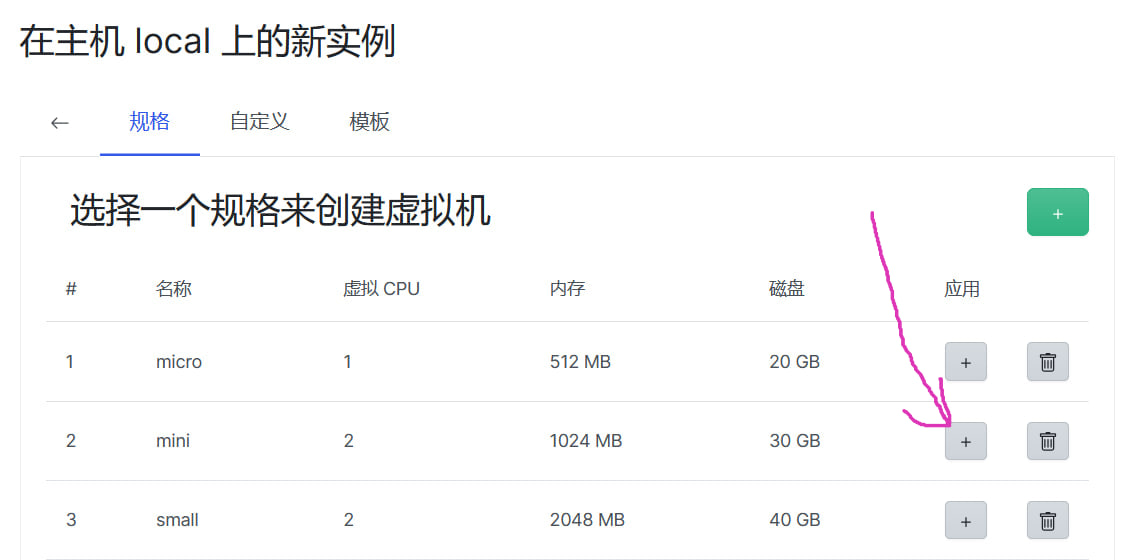 在主机 local 上的新实例
← 规格 自定义 模板
选择一个规格来创建虚拟机 +
# 名称 虚拟 CPU 内存 磁盘 应用
1 micro 1 512 MB 20 GB +
2 mini 2 1024 MB 30 GB +
3 small 2 2048 MB 40 GB +